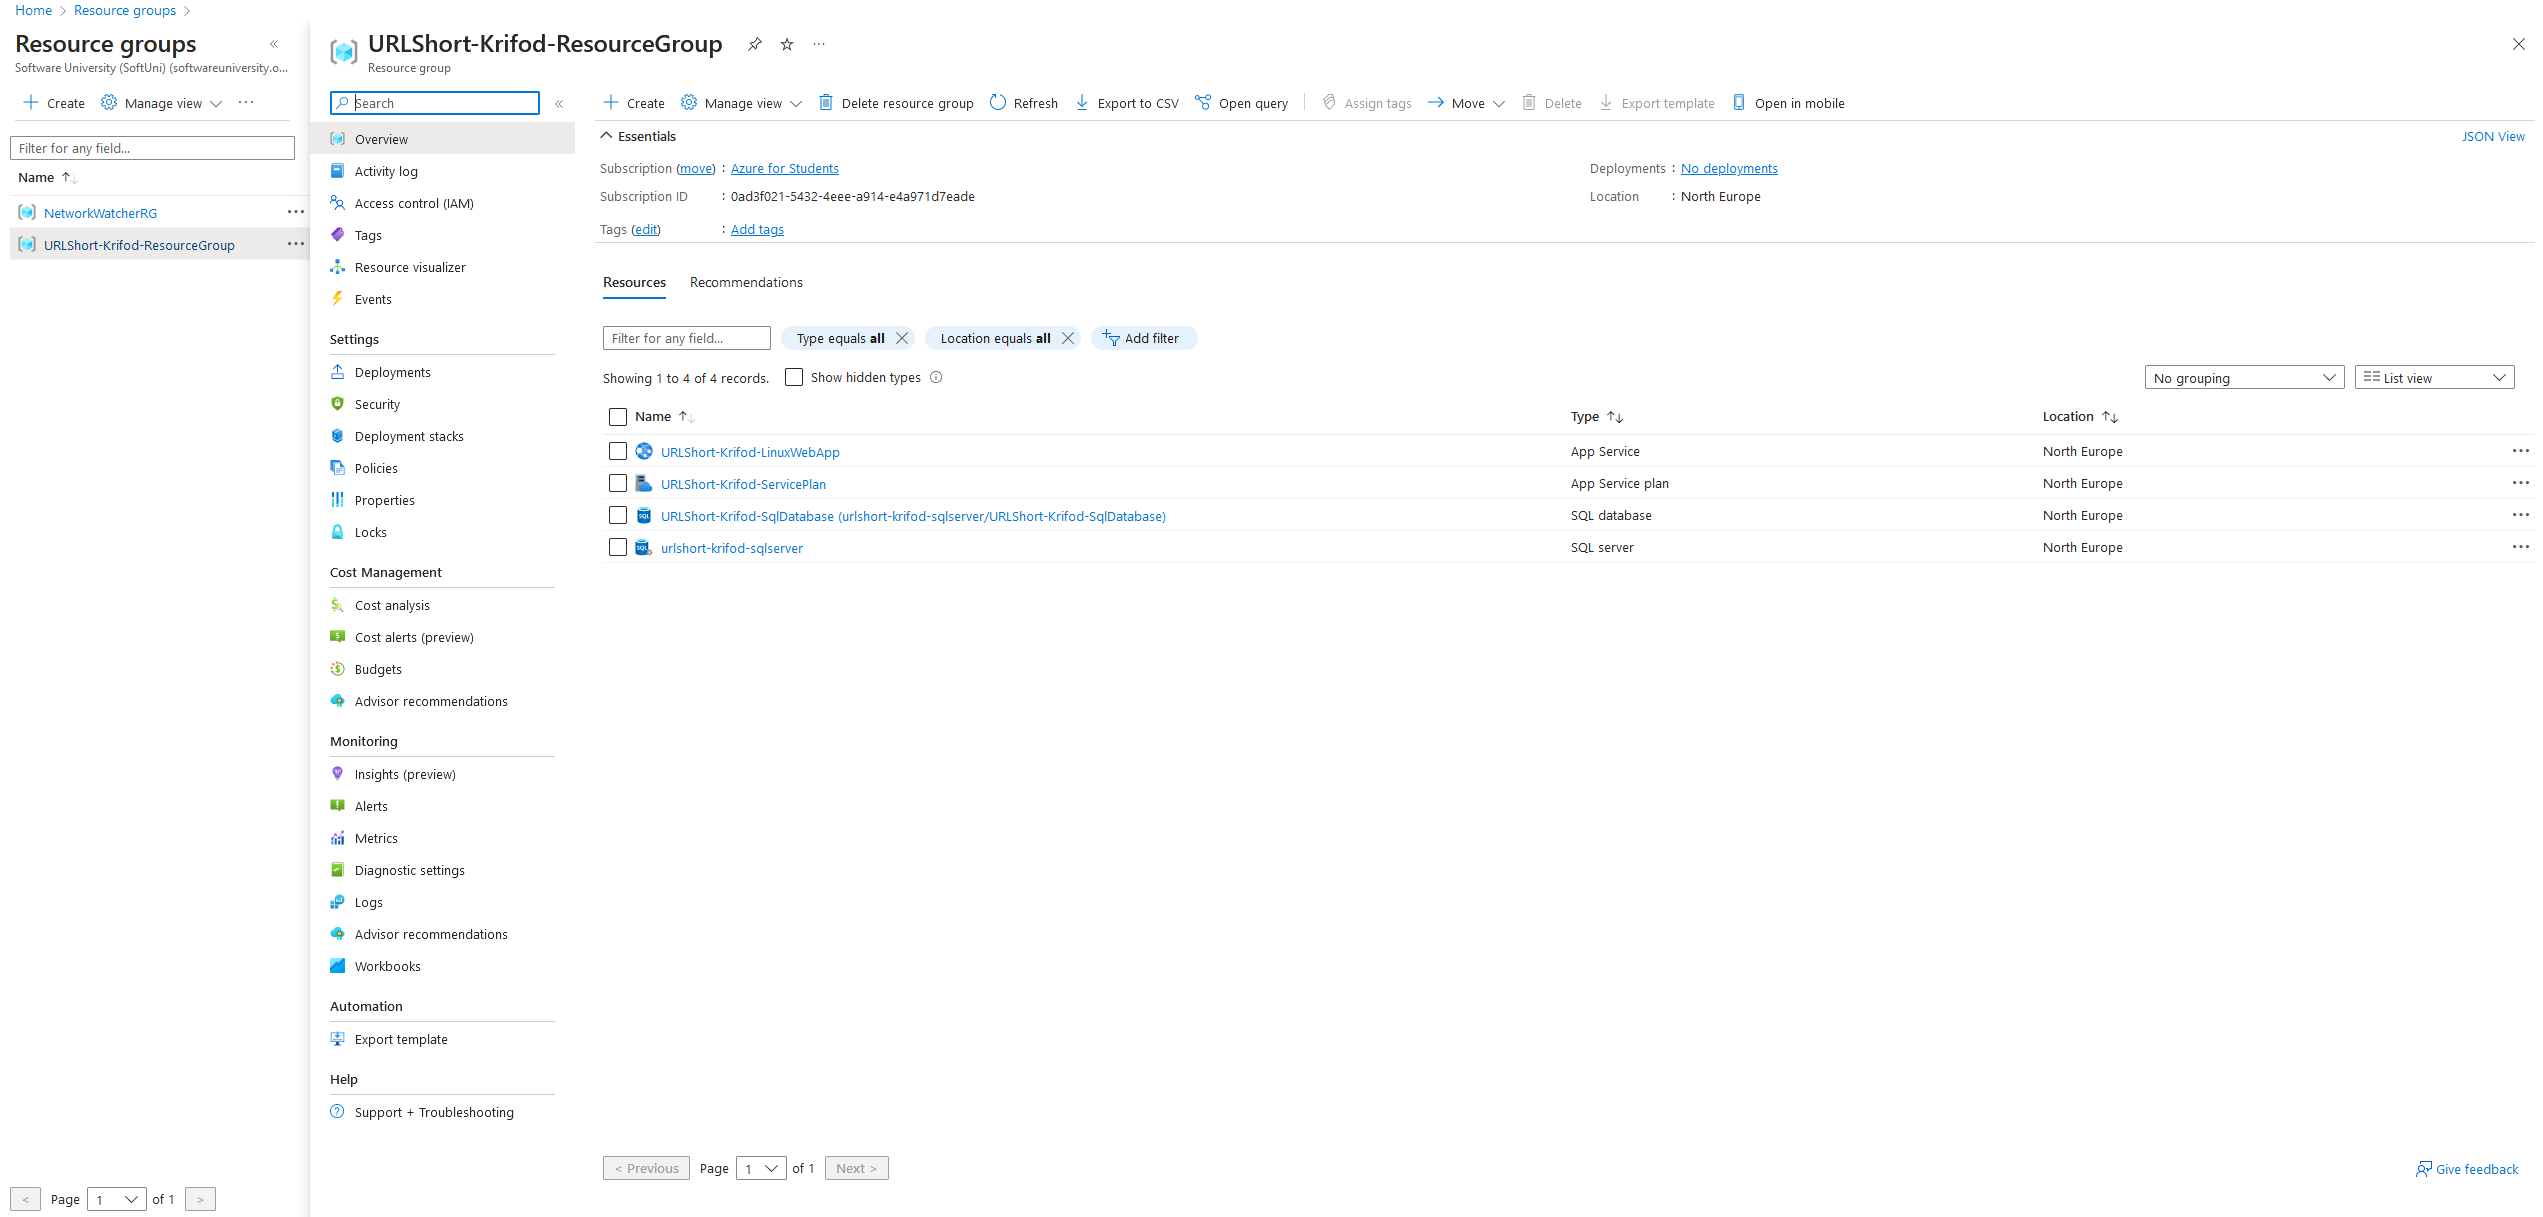 Home > Resource groups >
Resource groups «
Software University (SoftUni) (softwareuniversity.o...
Create Manage view ...
Filter for any field...
Name ↑↓
NetworkWatcherRG ...
URLShort-Krifod-ResourceGroup ...
< Page 1 of 1 >
URLShort-Krifod-ResourceGroup ...
Resource group
Search «
Overview
Activity log
Access control (IAM)
Tags
Resource visualizer
Events
Settings
Deployments
Security
Deployment stacks
Policies
Properties
Locks
Cost Management
Cost analysis
Cost alerts (preview)
Budgets
Advisor recommendations
Monitoring
Insights (preview)
Alerts
Metrics
Diagnostic settings
Logs
Advisor recommendations
Workbooks
Automation
Export template
Help
Support + Troubleshooting
Create Manage view Delete resource group Refresh Export to CSV Open query Assign tags Move Delete Export template Open in mobile
Essentials JSON View
Subscription (move) : Azure for Students Deployments : No deployments
Subscription ID : 0ad3f021-5432-4eee-a914-e4a971d7eade Location : North Europe
Tags (edit) : Add tags
Resources Recommendations
Filter for any field... Type equals all Location equals all Add filter
Showing 1 to 4 of 4 records. Show hidden types No grouping List view
Name ↑↓ Type ↑↓ Location ↑↓
URLShort-Krifod-LinuxWebApp App Service North Europe ...
URLShort-Krifod-ServicePlan App Service plan North Europe ...
URLShort-Krifod-SqlDatabase (urlshort-krifod-sqlserver/URLShort-Krifod-SqlDatabase) SQL database North Europe ...
urlshort-krifod-sqlserver SQL server North Europe ...
< Previous Page 1 of 1 Next > Give feedback